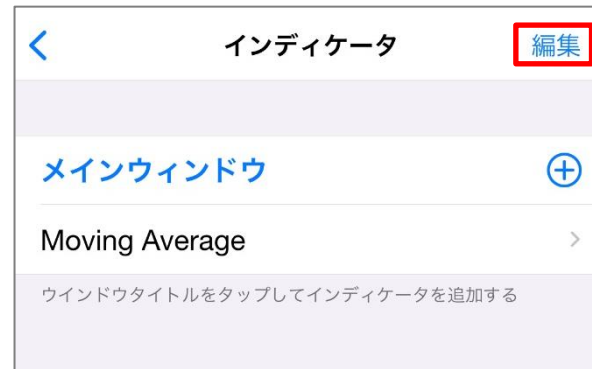 インディケータ 編集
メインウィンドウ
Moving Average
ウインドウタイトルをタップしてインディケータを追加する